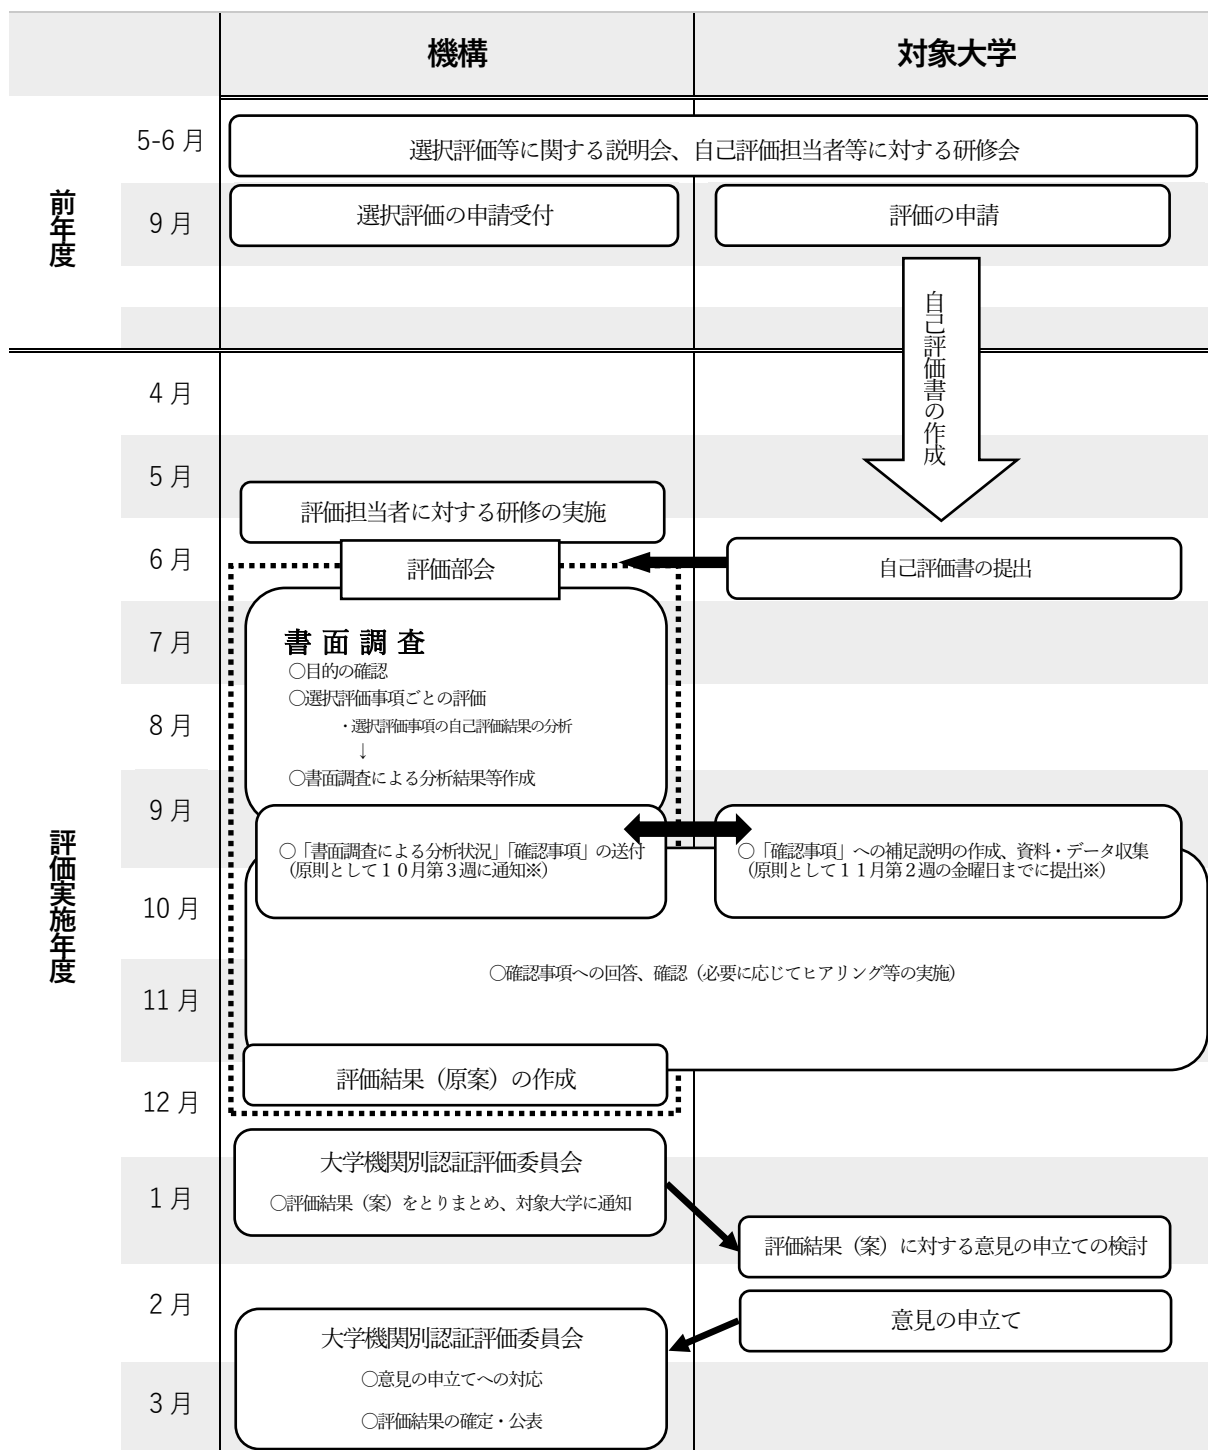 機構
対象大学
前年度
5-6 月
選択評価等に関する説明会、自己評価担当者等に対する研修会
9 月
選択評価の申請受付
評価の申請
自己評価書の作成
評価実施年度
4 月
5 月
評価担当者に対する研修の実施
6 月
評価部会
自己評価書の提出
7 月
書面調査
○目的の確認
○選択評価事項ごとの評価
8 月
・選択評価事項の自己評価結果の分析
↓
○書面調査による分析結果等作成
9 月
○「書面調査による分析状況」「確認事項」の送付
（原則として１０月第３週に通知※）
○「確認事項」への補足説明の作成、資料・データ収集
（原則として１１月第２週の金曜日までに提出※）
10 月
○確認事項への回答、確認（必要に応じてヒアリング等の実施）
11 月
評価結果（原案）の作成
12 月
大学機関別認証評価委員会
○評価結果（案）をとりまとめ、対象大学に通知
1 月
評価結果（案）に対する意見の申立ての検討
2 月
意見の申立て
大学機関別認証評価委員会
○意見の申立てへの対応
3 月
○評価結果の確定・公表